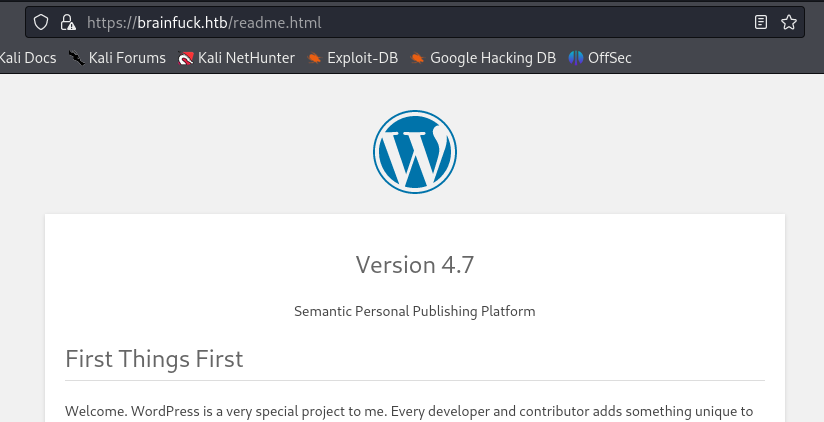 https://brainfuck.htb/readme.html
Kali Docs Kali Forums Kali NetHunter Exploit-DB Google Hacking DB OffSec
W
Version 4.7
Semantic Personal Publishing Platform
First Things First
Welcome. WordPress is a very special project to me. Every developer and contributor adds something unique to